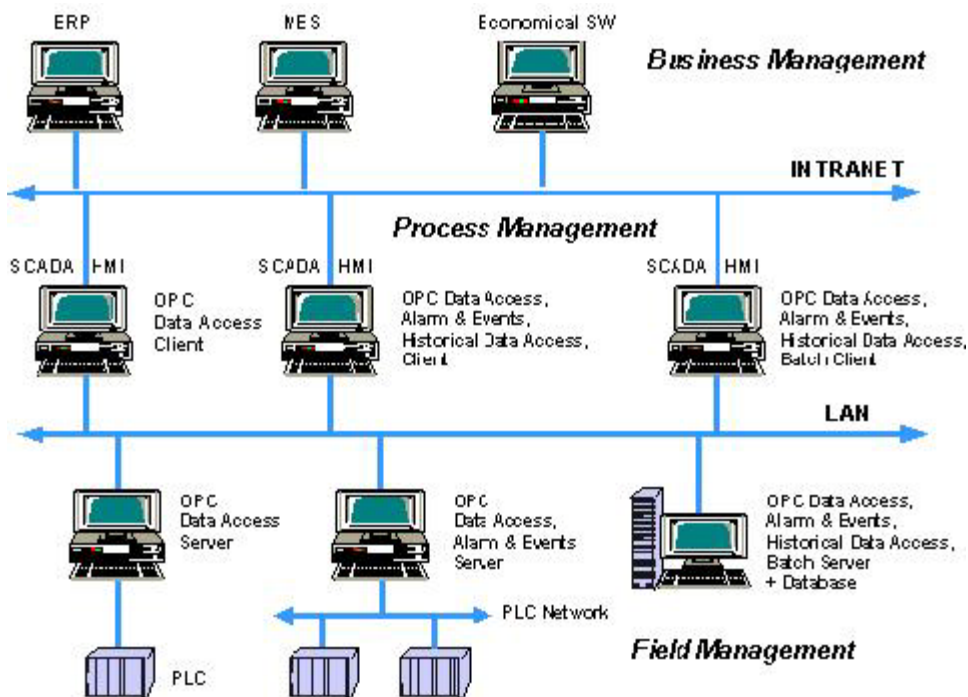 ERP
MES
Economical SW
Business Management
INTRANET
Process Management
SCADA HMI
OPC
Data Access
Client
SCADA HMI
OPC Data Access,
Alarm & Events,
Historical Data Access,
Client
SCADA HMI
OPC Data Access,
Alarm & Events,
Historical Data Access,
Batch Client
LAN
OPC
Data Access
Server
OPC
Data Access,
Alarm & Events
Server
OPC Data Access,
Alarm & Events,
Historical Data Access,
Batch Server
+ Database
PLC Network
PLC
Field Management